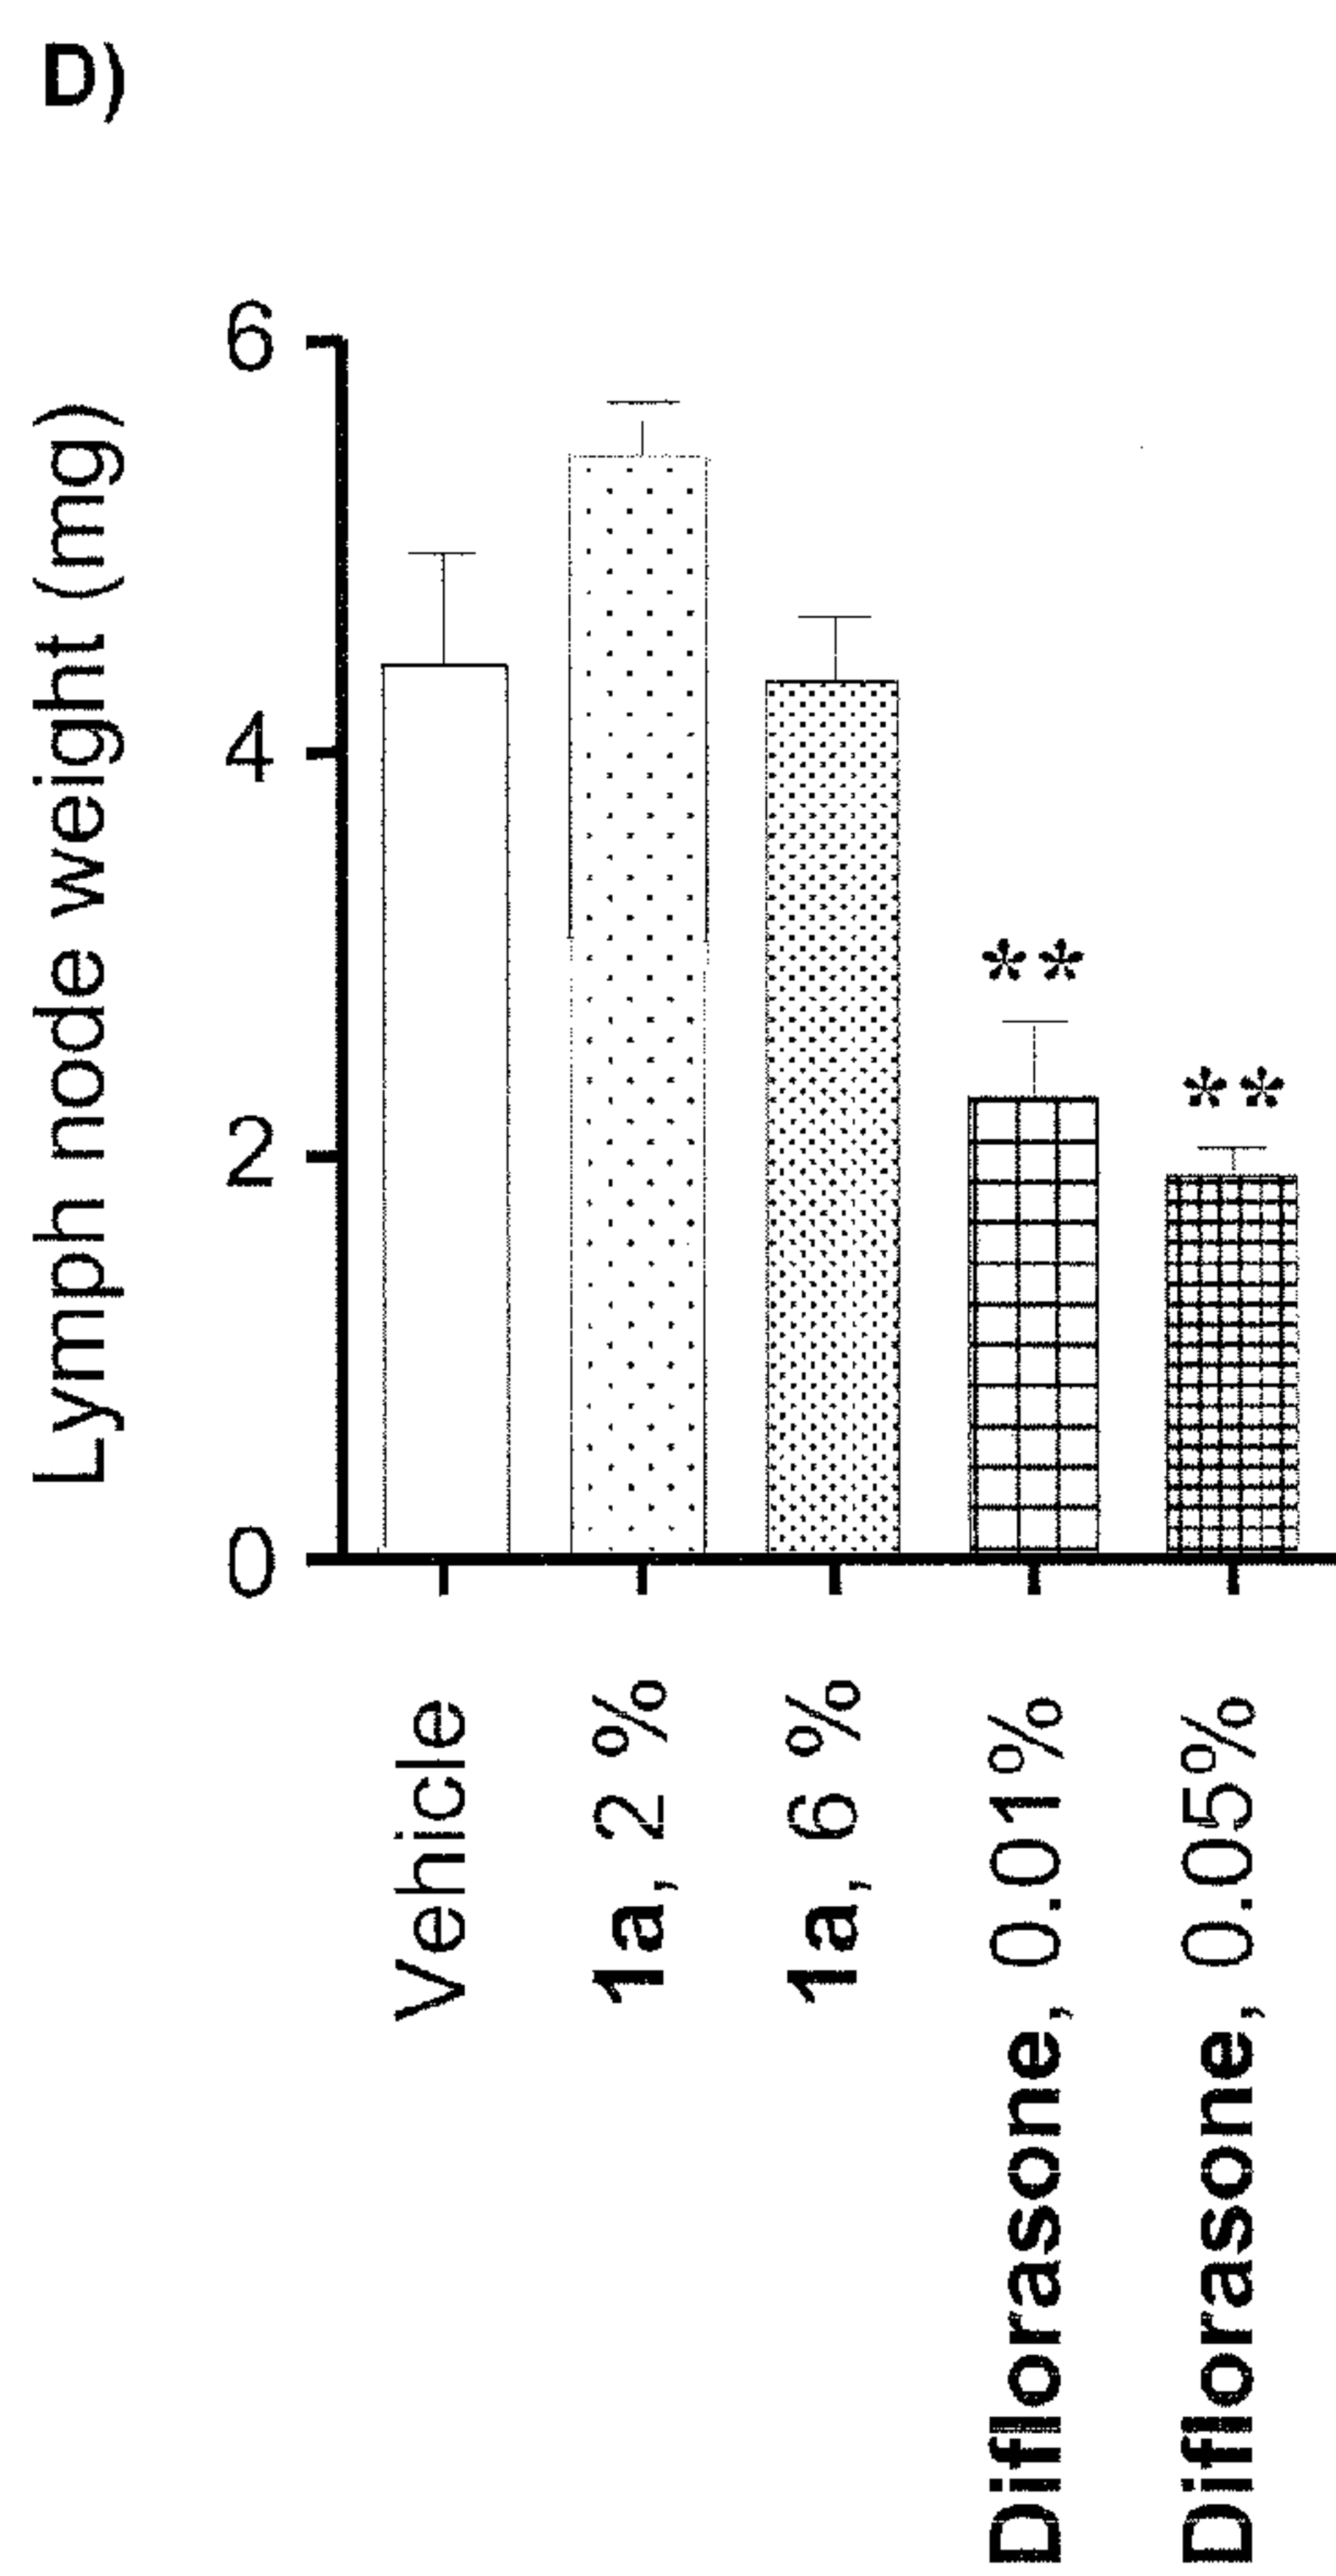 D)
Lymph node weight (mg)
6
4
2
0
**
**
Vehicle
1a, 2 %
1a, 6 %
Diflorasone, 0.01%
Diflorasone, 0.05%